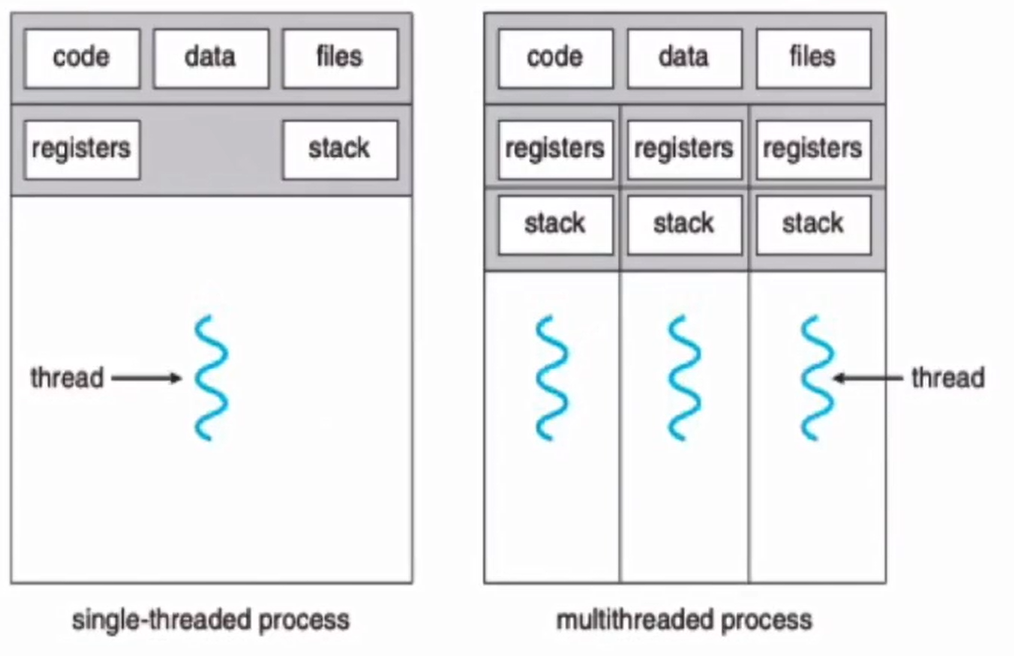 code data files
registers stack
thread
single-threaded process
code data files
registers registers registers
stack stack stack
thread
multithreaded process